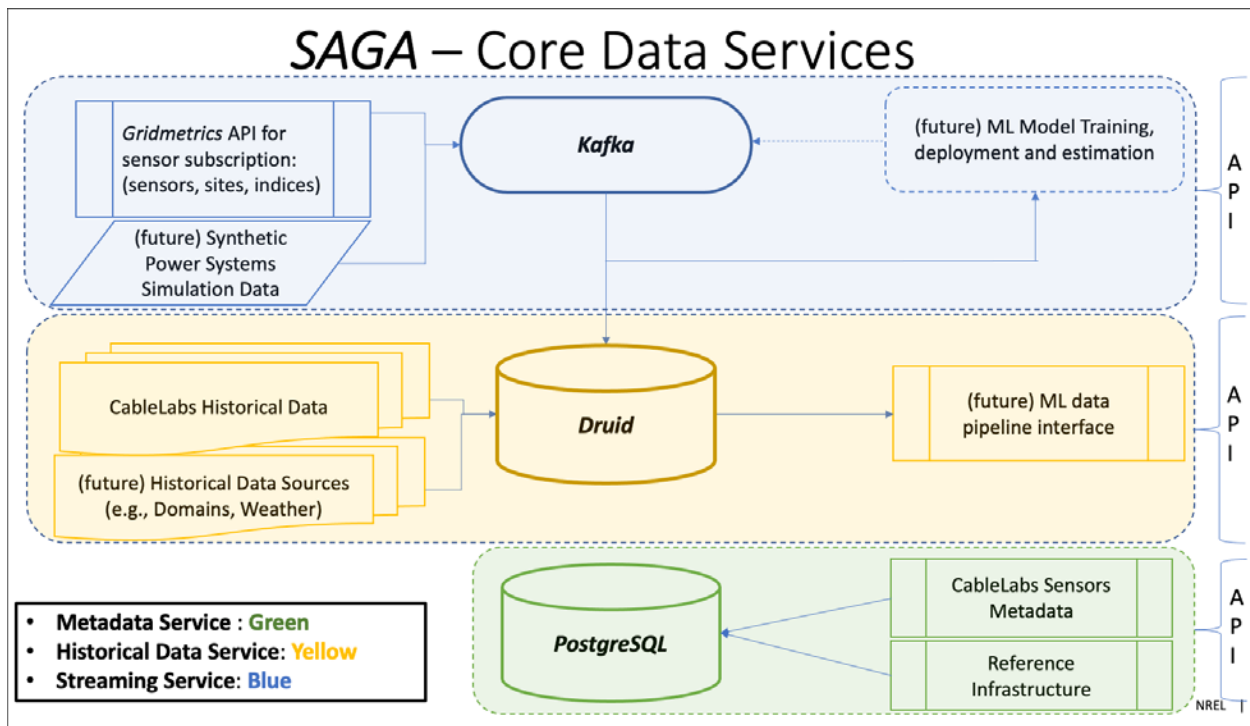 SAGA – Core Data Services
Gridmetrics API for
sensor subscription:
(sensors, sites, indices)
Kafka
(future) ML Model Training,
deployment and estimation
A
P
I
(future) Synthetic
Power Systems
Simulation Data
CableLabs Historical Data
Druid
(future) ML data
pipeline interface
A
P
I
(future) Historical Data Sources
(e.g., Domains, Weather)
PostgreSQL
CableLabs Sensors
Metadata
Reference
Infrastructure
A
P
I
• Metadata Service : Green
• Historical Data Service: Yellow
• Streaming Service: Blue
NREL |